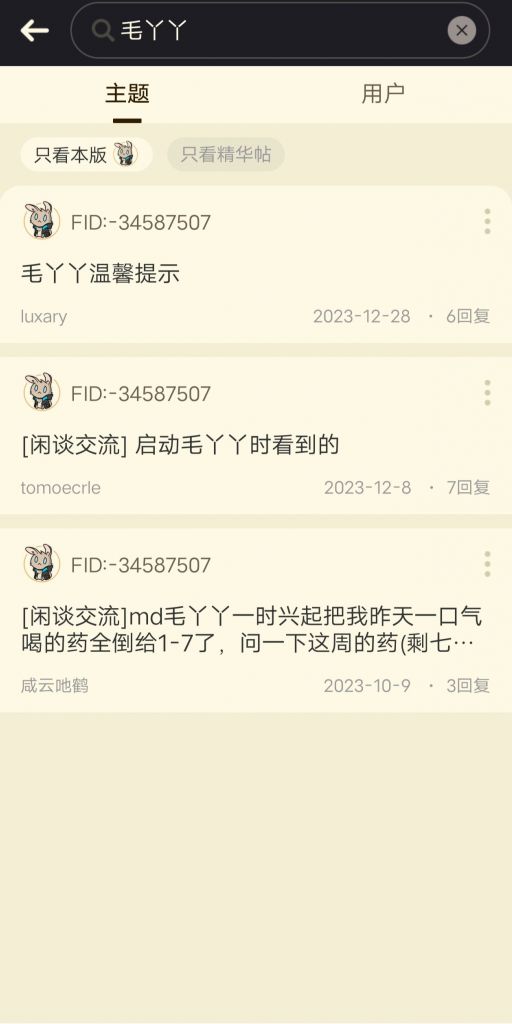 毛丫丫
主题
用户
只看本版
只看精华帖
FID:-34587507
毛丫丫温馨提示
luxary
2023-12-28 · 6回复
FID:-34587507
[闲谈交流] 启动毛丫丫时看到的
tomoecrle
2023-12-8 · 7回复
FID:-34587507
[闲谈交流]md毛丫丫一时兴起把我昨天一口气
喝的药全倒给1-7了，问一下这周的药(剩七…
咸云吔鹤
2023-10-9 · 3回复